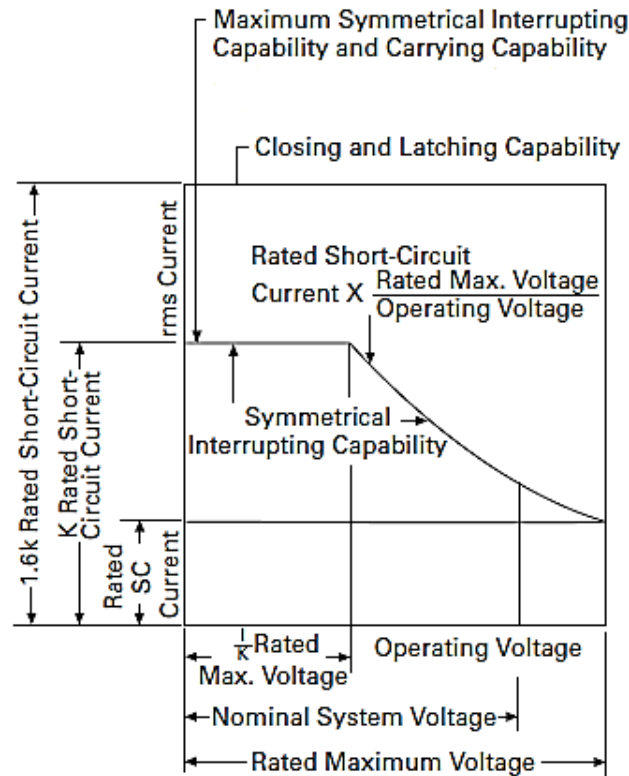 Maximum Symmetrical Interrupting
Capability and Carrying Capability
Closing and Latching Capability
1.6k Rated Short-Circuit Current
K Rated Short-
Circuit Current
Rated
SC
Current
rms Current
Rated Short-Circuit
Current X Rated Max. Voltage
Operating Voltage
Symmetrical
Interrupting Capability
1/K Rated
Max. Voltage
Operating Voltage
Nominal System Voltage
Rated Maximum Voltage